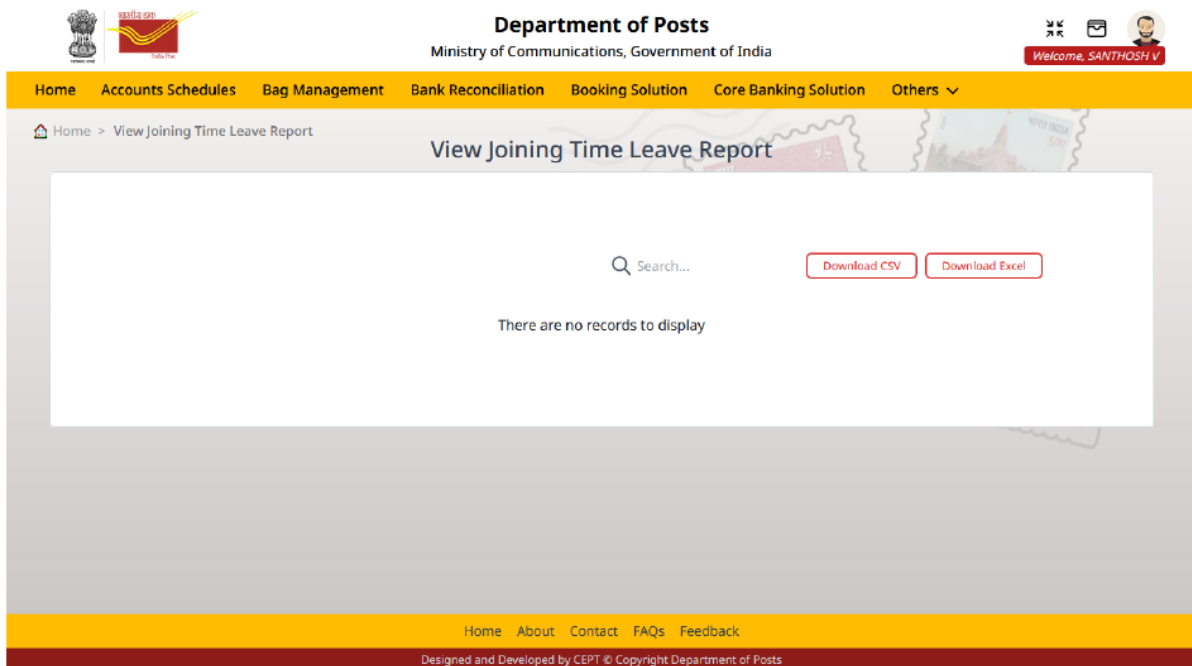 भारतीय डाक
India Post
Department of Posts
Ministry of Communications, Government of India
Welcome, SANTHOSH V
Home Accounts Schedules Bag Management Bank Reconciliation Booking Solution Core Banking Solution Others
Home > View Joining Time Leave Report
View Joining Time Leave Report
Search...
Download CSV Download Excel
There are no records to display
Home About Contact FAQs Feedback
Designed and Developed by CEPT © Copyright Department of Posts